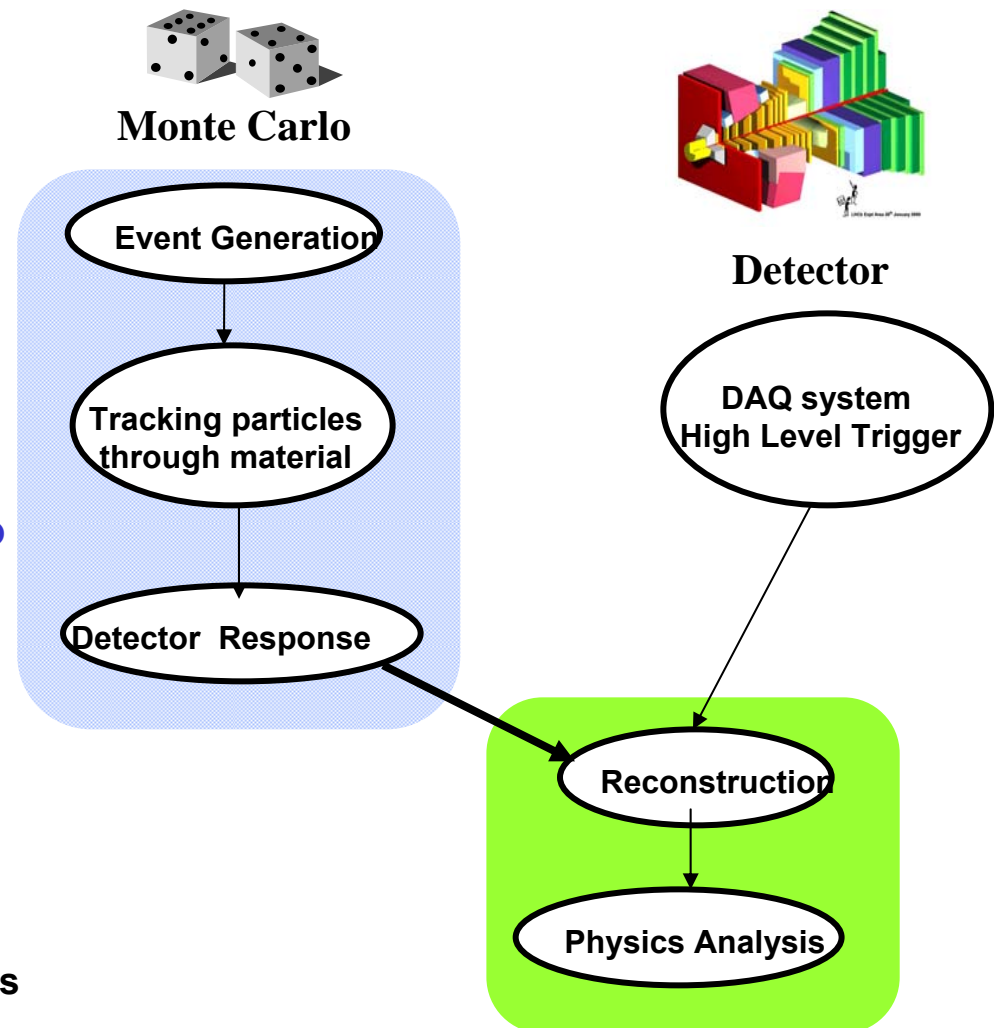 Monte Carlo
Event Generation
Tracking particles
through material
Detector Response
Detector
DAQ system
High Level Trigger
Reconstruction
Physics Analysis
s